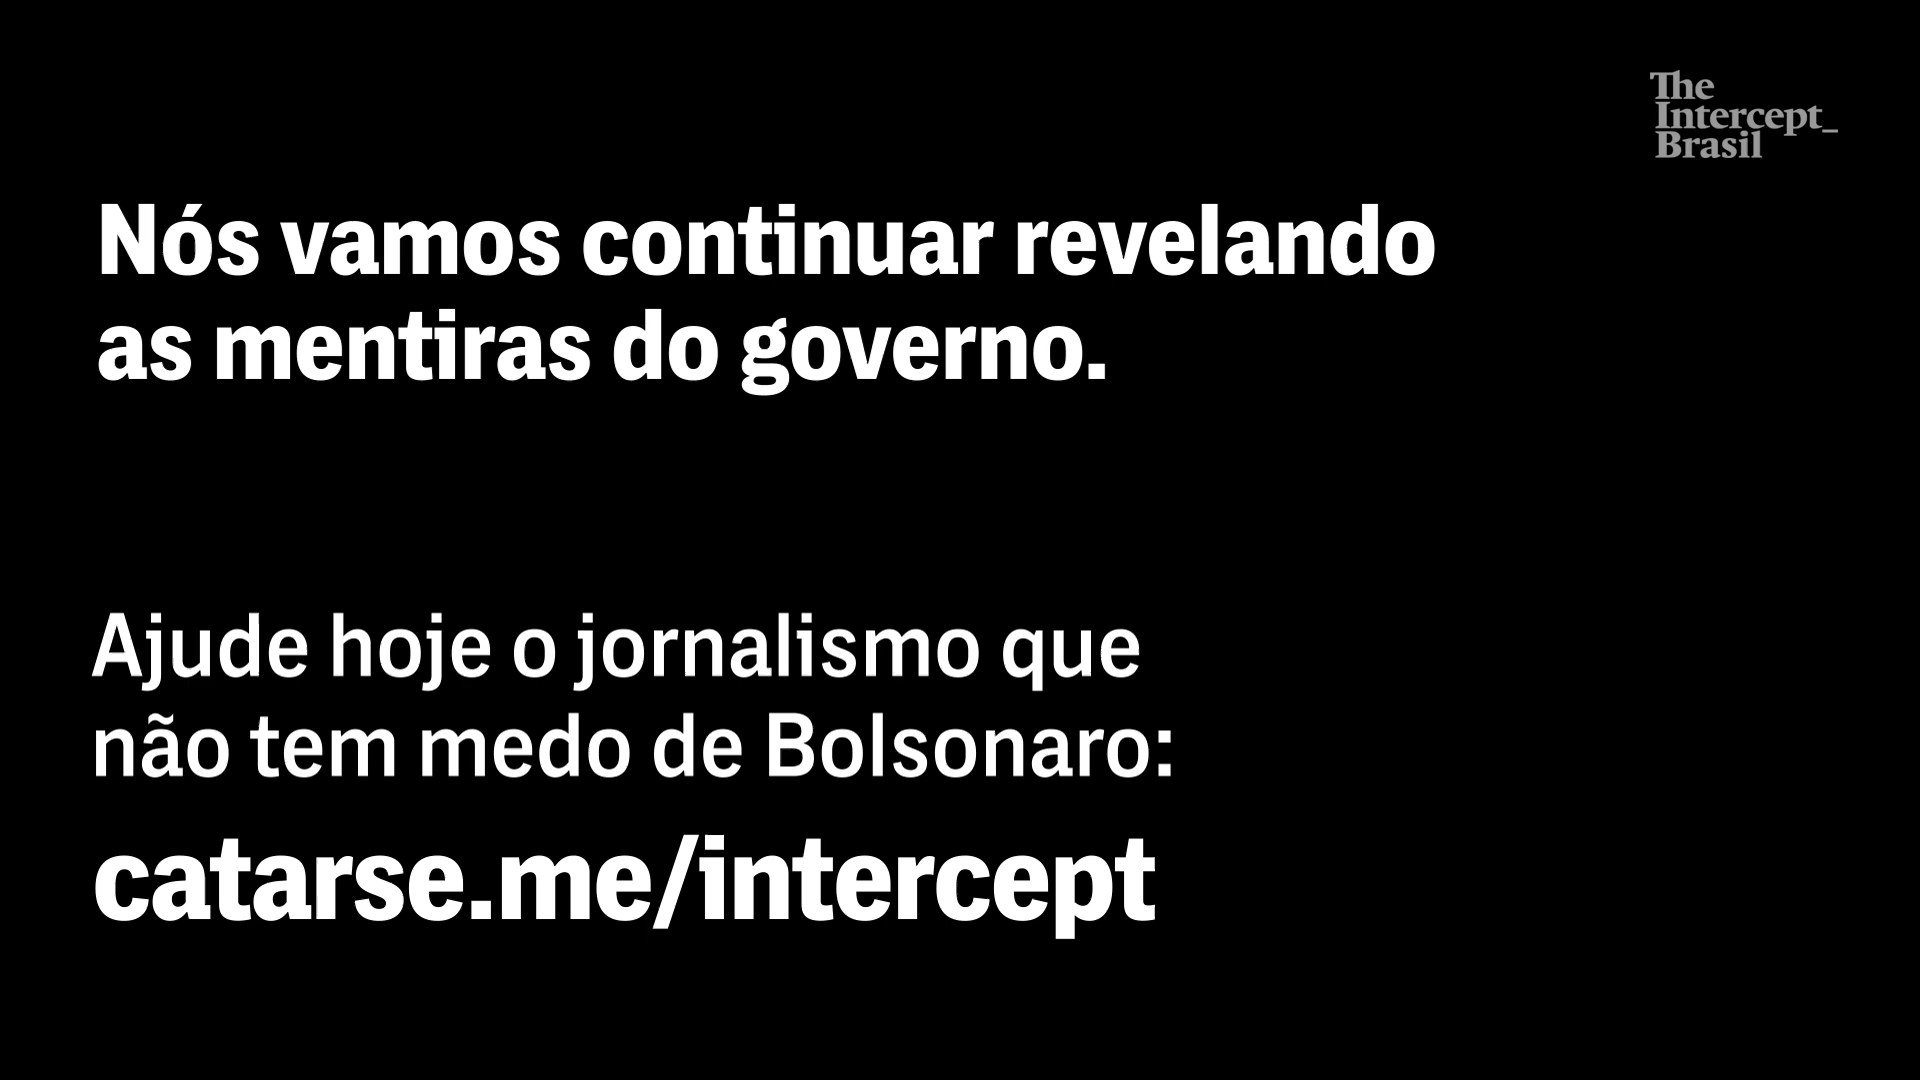 The
Intercept_
Brasil
Nós vamos continuar revelando
as mentiras do governo.
Ajude hoje o jornalismo que
não tem medo de Bolsonaro:
catarse.me/intercept